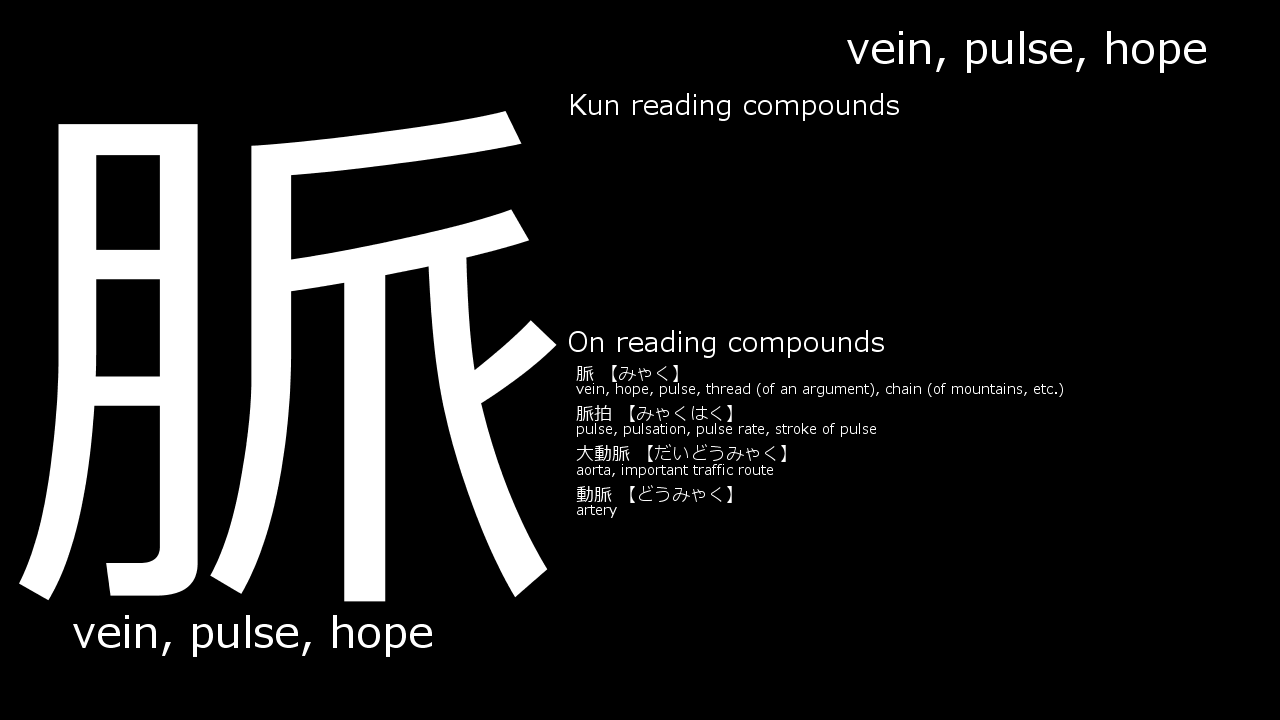 vein, pulse, hope
Kun reading compounds
脈
On reading compounds
脈 【みゃく】
vein, hope, pulse, thread (of an argument), chain (of mountains, etc.)
脈拍 【みゃくはく】
pulse, pulsation, pulse rate, stroke of pulse
大動脈 【だいどうみゃく】
aorta, important traffic route
動脈 【どうみゃく】
artery
vein, pulse, hope